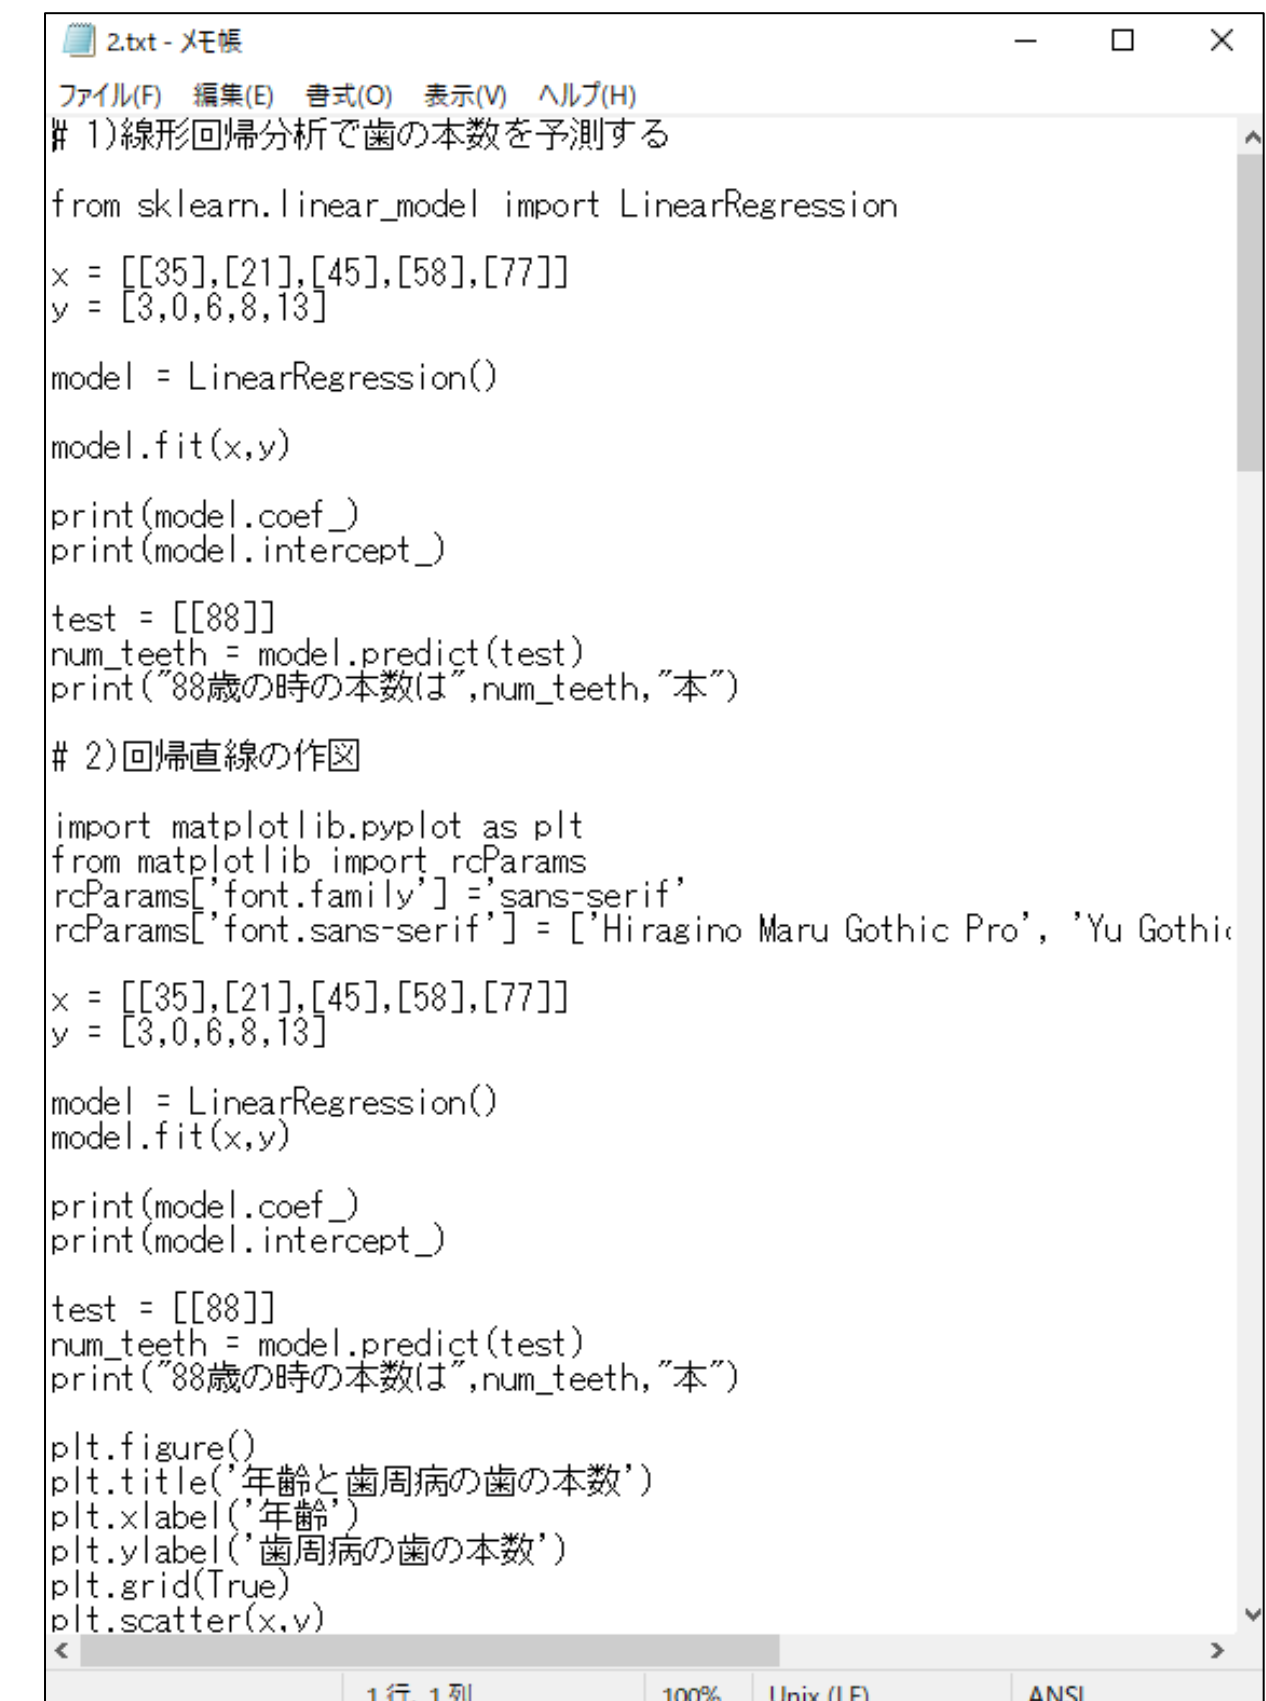 2.txt - メモ帳
ファイル(F) 編集(E) 書式(O) 表示(V) ヘルプ(H)
# 1)線形回帰分析で歯の本数を予測する
from sklearn.linear_model import LinearRegression
x = [[35],[21],[45],[58],[77]]
y = [3,0,6,8,13]
model = LinearRegression()
model.fit(x,y)
print(model.coef_)
print(model.intercept_)
test = [[88]]
num_teeth = model.predict(test)
print("88歳の時の本数は",num_teeth,"本")
# 2)回帰直線の作図
import matplotlib.pyplot as plt
from matplotlib import rcParams
rcParams['font.family'] ='sans-serif'
rcParams['font.sans-serif'] = ['Hiragino Maru Gothic Pro', 'Yu Gothic
x = [[35],[21],[45],[58],[77]]
y = [3,0,6,8,13]
model = LinearRegression()
model.fit(x,y)
print(model.coef_)
print(model.intercept_)
test = [[88]]
num_teeth = model.predict(test)
print("88歳の時の本数は",num_teeth,"本")
plt.figure()
plt.title('年齢と歯周病の歯の本数')
plt.xlabel('年齢')
plt.ylabel('歯周病の歯の本数')
plt.grid(True)
plt.scatter(x,y)
1 行、1 列 100% Unix (LF) ANSI